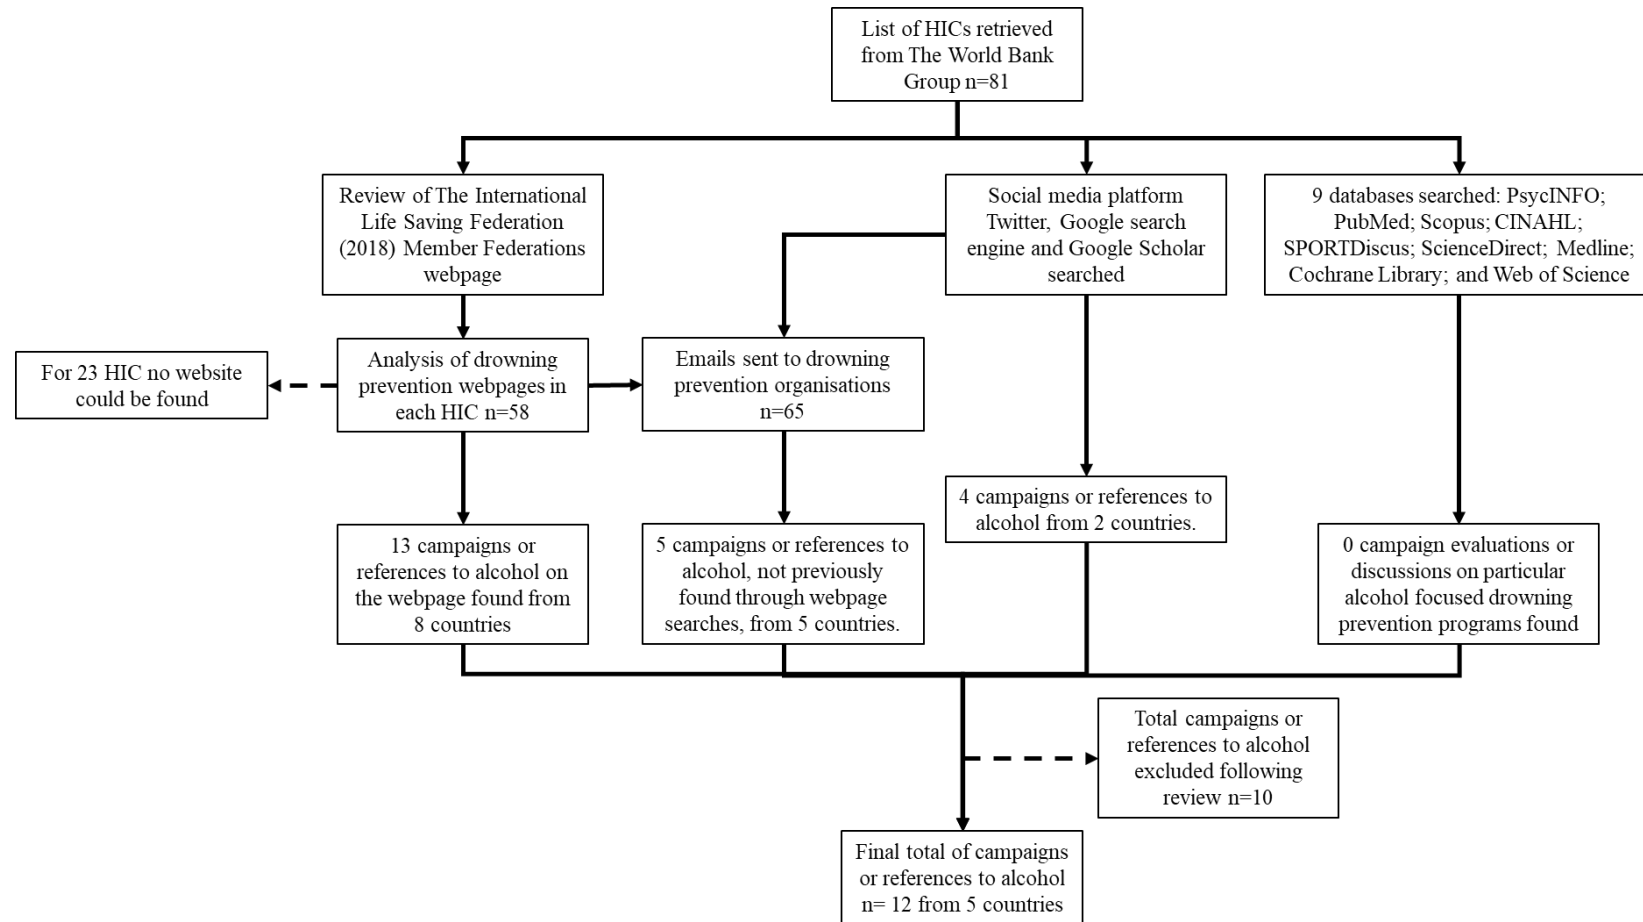 List of HICs retrieved
from The World Bank
Group n=81
Review of The International
Life Saving Federation
(2018) Member Federations
webpage
Social media platform
Twitter, Google search
engine and Google Scholar
searched
9 databases searched: PsycINFO;
PubMed; Scopus; CINAHL;
SPORTDiscus; ScienceDirect; Medline;
Cochrane Library; and Web of Science
For 23 HIC no website
could be found
Analysis of drowning
prevention webpages in
each HIC n=58
Emails sent to drowning
prevention organisations
n=65
13 campaigns or
references to alcohol on
the webpage found from
8 countries
5 campaigns or references to
alcohol, not previously
found through webpage
searches, from 5 countries.
4 campaigns or references to
alcohol from 2 countries.
0 campaign evaluations or
discussions on particular
alcohol focused drowning
prevention programs found
Total campaigns or
references to alcohol
excluded following
review n=10
Final total of campaigns
or references to alcohol
n= 12 from 5 countries